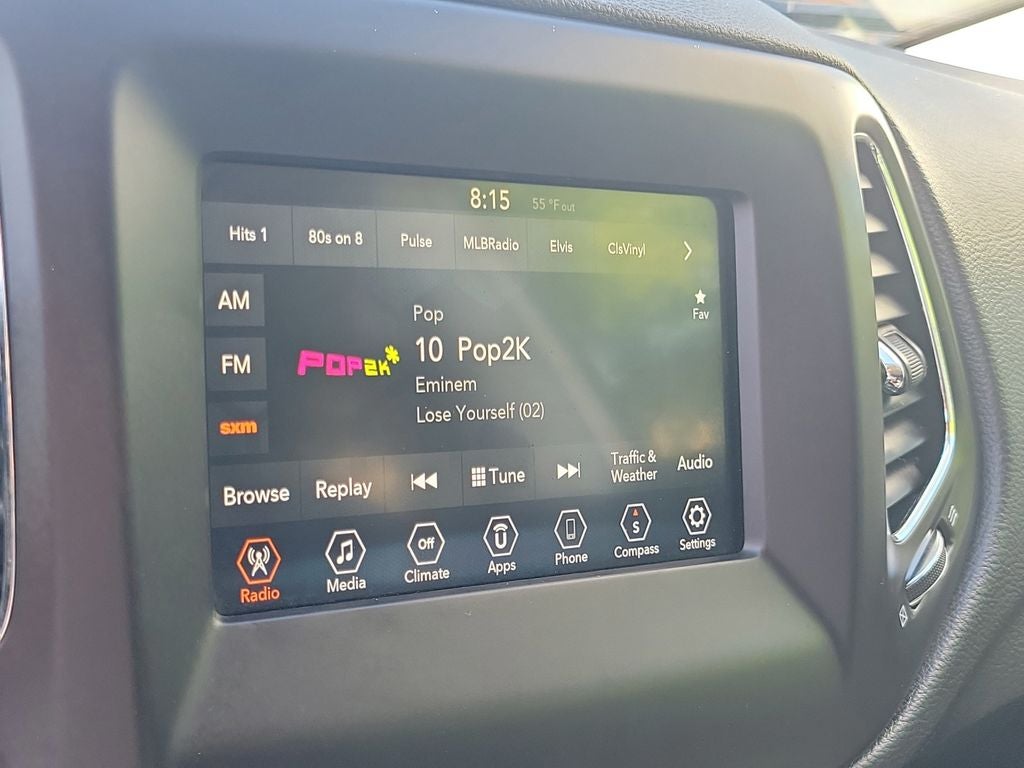 8:15 55 °F out
Hits 1 80s on 8 Pulse MLBRadio Elvis ClsVinyl
AM
Fav
Pop
10 Pop2K
POP2K*
FM
Eminem
Lose Yourself (02)
sxm
Browse Replay Tune Traffic & Weather Audio
Off S
Radio Media Climate Apps Phone Compass Settings